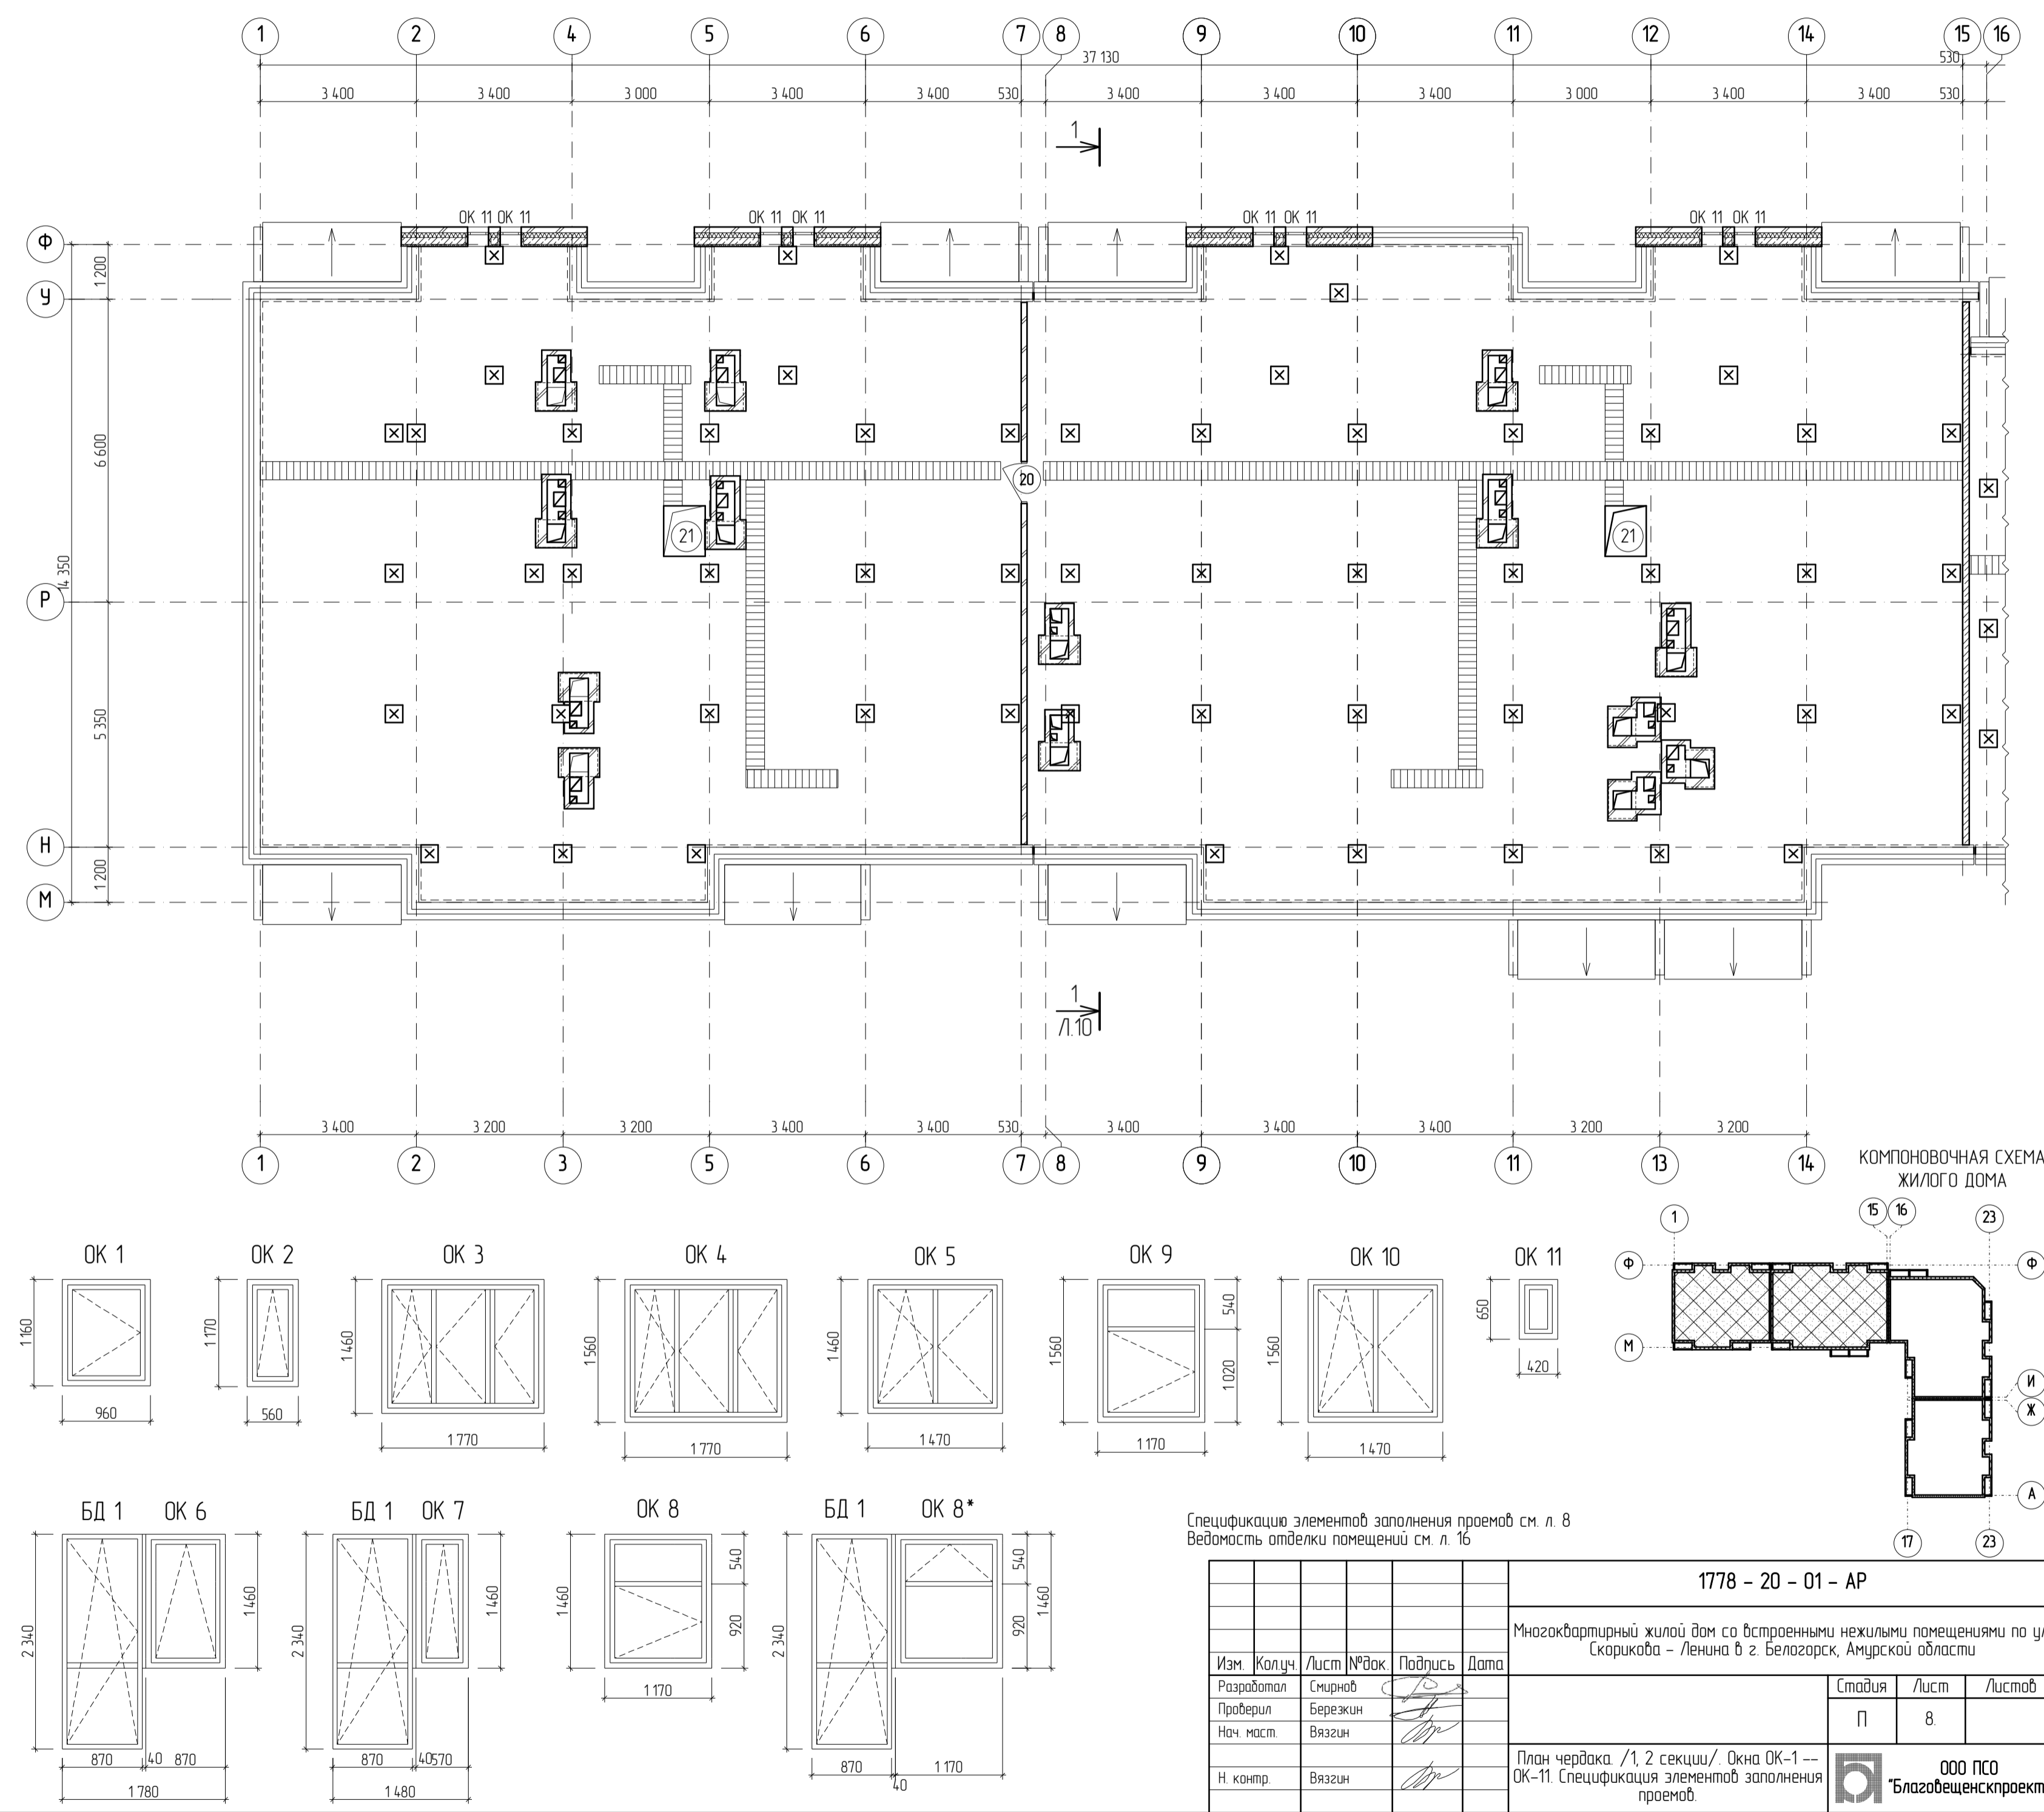 1 2 4 5 6 7 8 9 10 11 12 14 15 16
37 130 530
3 400 3 400 3 000 3 400 3 400 530 3 400 3 400 3 400 3 000 3 400 3 400 530
1
ОК 11 ОК 11 ОК 11 ОК 11 ОК 11 ОК 11 ОК 11 ОК 11
Ф
1 200
У
6 600
20
21 21
14 350
Р
5 350
Н
1 200
М
1
Л.10
3 400 3 200 3 200 3 400 3 400 530 3 400 3 400 3 400 3 200 3 200
1 2 3 5 6 7 8 9 10 11 13 14
КОМПОНОВОЧНАЯ СХЕМА
ЖИЛОГО ДОМА
1 15 16 23
Ф Ф
М
И
Ж
А
17 23
ОК 1 ОК 2 ОК 3 ОК 4 ОК 5 ОК 9 ОК 10 ОК 11
1 160 1 170 1 460 1 560 1 460 1 560 540 1 020 1 560 650
960 560 1 770 1 770 1 470 1 170 1 470 420
БД 1 ОК 6 БД 1 ОК 7 ОК 8 БД 1 ОК 8*
2 340 1 460 2 340 1 460 1 460 540 920 2 340 540 920 1 460
870 40 870 870 40 570 1 170 870 40 1 170
1 780 1 480
Спецификацию элементов заполнения проемов см. л. 8
Ведомость отделки помещений см. л. 16
1778 - 20 - 01 - АР
Многоквартирный жилой дом со встроенными нежилыми помещениями по ул
Скорикова - Ленина в г. Белогорск, Амурской области
Изм. Кол.уч. Лист №док. Подпись Дата
Разработал Смирнов
Проверил Березкин
Нач. маст. Вязгин
Н. контр. Вязгин
Стадия Лист Листов
П 8.
План чердака. /1, 2 секции/. Окна ОК-1 --
ОК-11. Спецификация элементов заполнения
проемов.
ООО ПСО
"Благовещенскпроект